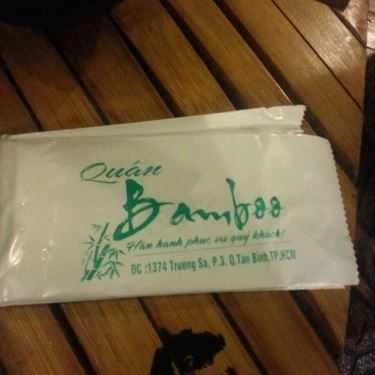 Quán
Bamboo
Hân hạnh phục vụ quý khách!
ĐC :1374 Trường Sa, P.3, Q.Tân Bình,TP.HCM